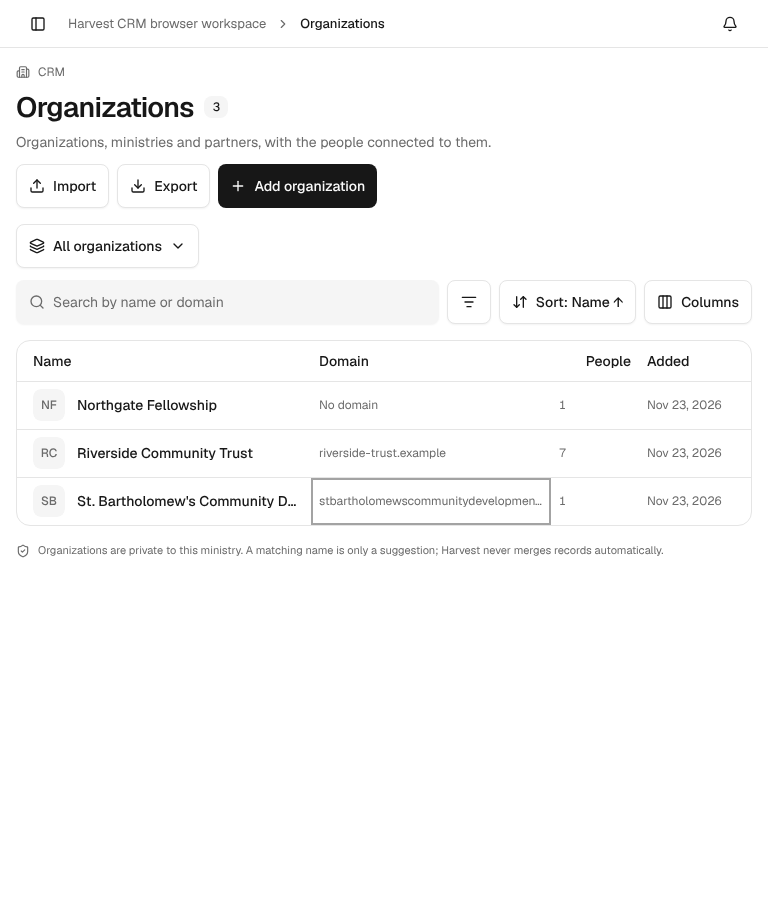 Harvest CRM browser workspace > Organizations
CRM
Organizations 3
Organizations, ministries and partners, with the people connected to them.
Import Export + Add organization
All organizations
Search by name or domain Sort: Name ↑ Columns
Name Domain People Added
NF Northgate Fellowship No domain 1 Nov 23, 2026
RC Riverside Community Trust riverside-trust.example 7 Nov 23, 2026
SB St. Bartholomew's Community D... stbartholomewscommunitydevelopmen... 1 Nov 23, 2026
Organizations are private to this ministry. A matching name is only a suggestion; Harvest never merges records automatically.